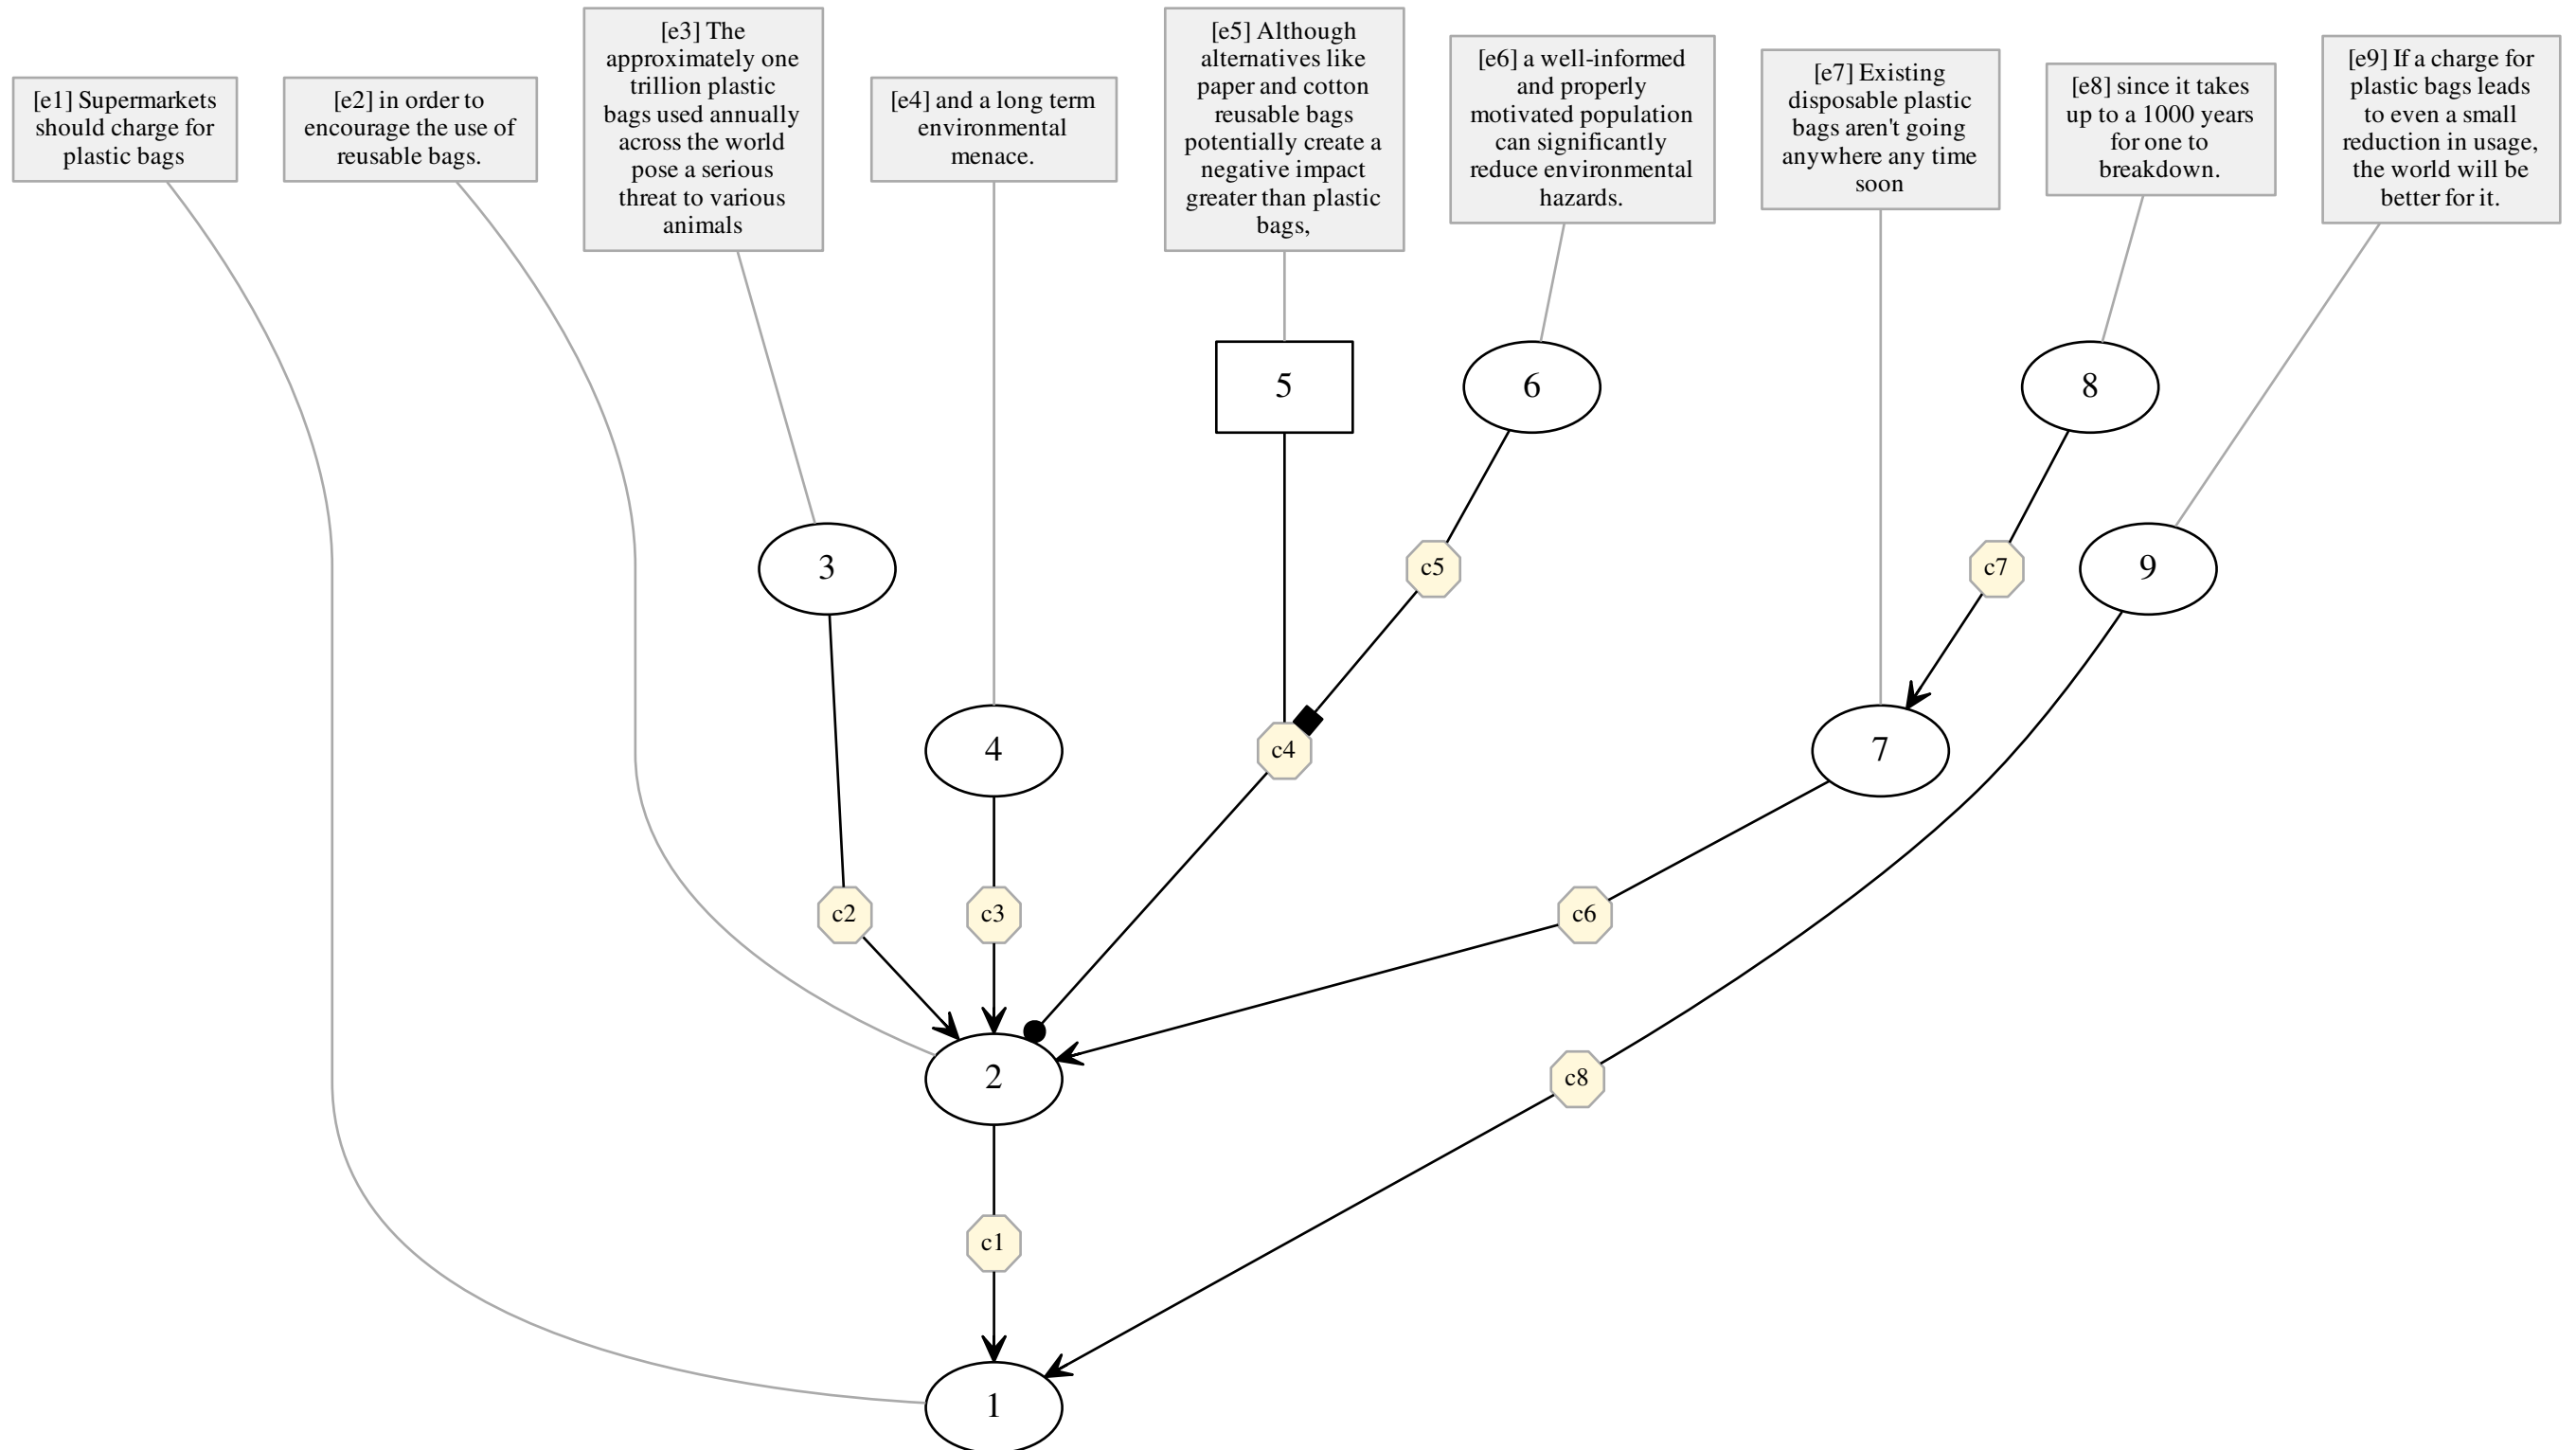 [e1] Supermarkets
should charge for
plastic bags
[e2] in order to
encourage the use of
reusable bags.
[e3] The
approximately one
trillion plastic
bags used annually
across the world
pose a serious
threat to various
animals
[e4] and a long term
environmental
menace.
[e5] Although
alternatives like
paper and cotton
reusable bags
potentially create a
negative impact
greater than plastic
bags,
[e6] a well-informed
and properly
motivated population
can significantly
reduce environmental
hazards.
[e7] Existing
disposable plastic
bags aren't going
anywhere any time
soon
[e8] since it takes
up to a 1000 years
for one to
breakdown.
[e9] If a charge for
plastic bags leads
to even a small
reduction in usage,
the world will be
better for it.
5
6
8
3
c5
c7
9
4
c4
7
c2
c3
c6
2
c8
c1
1